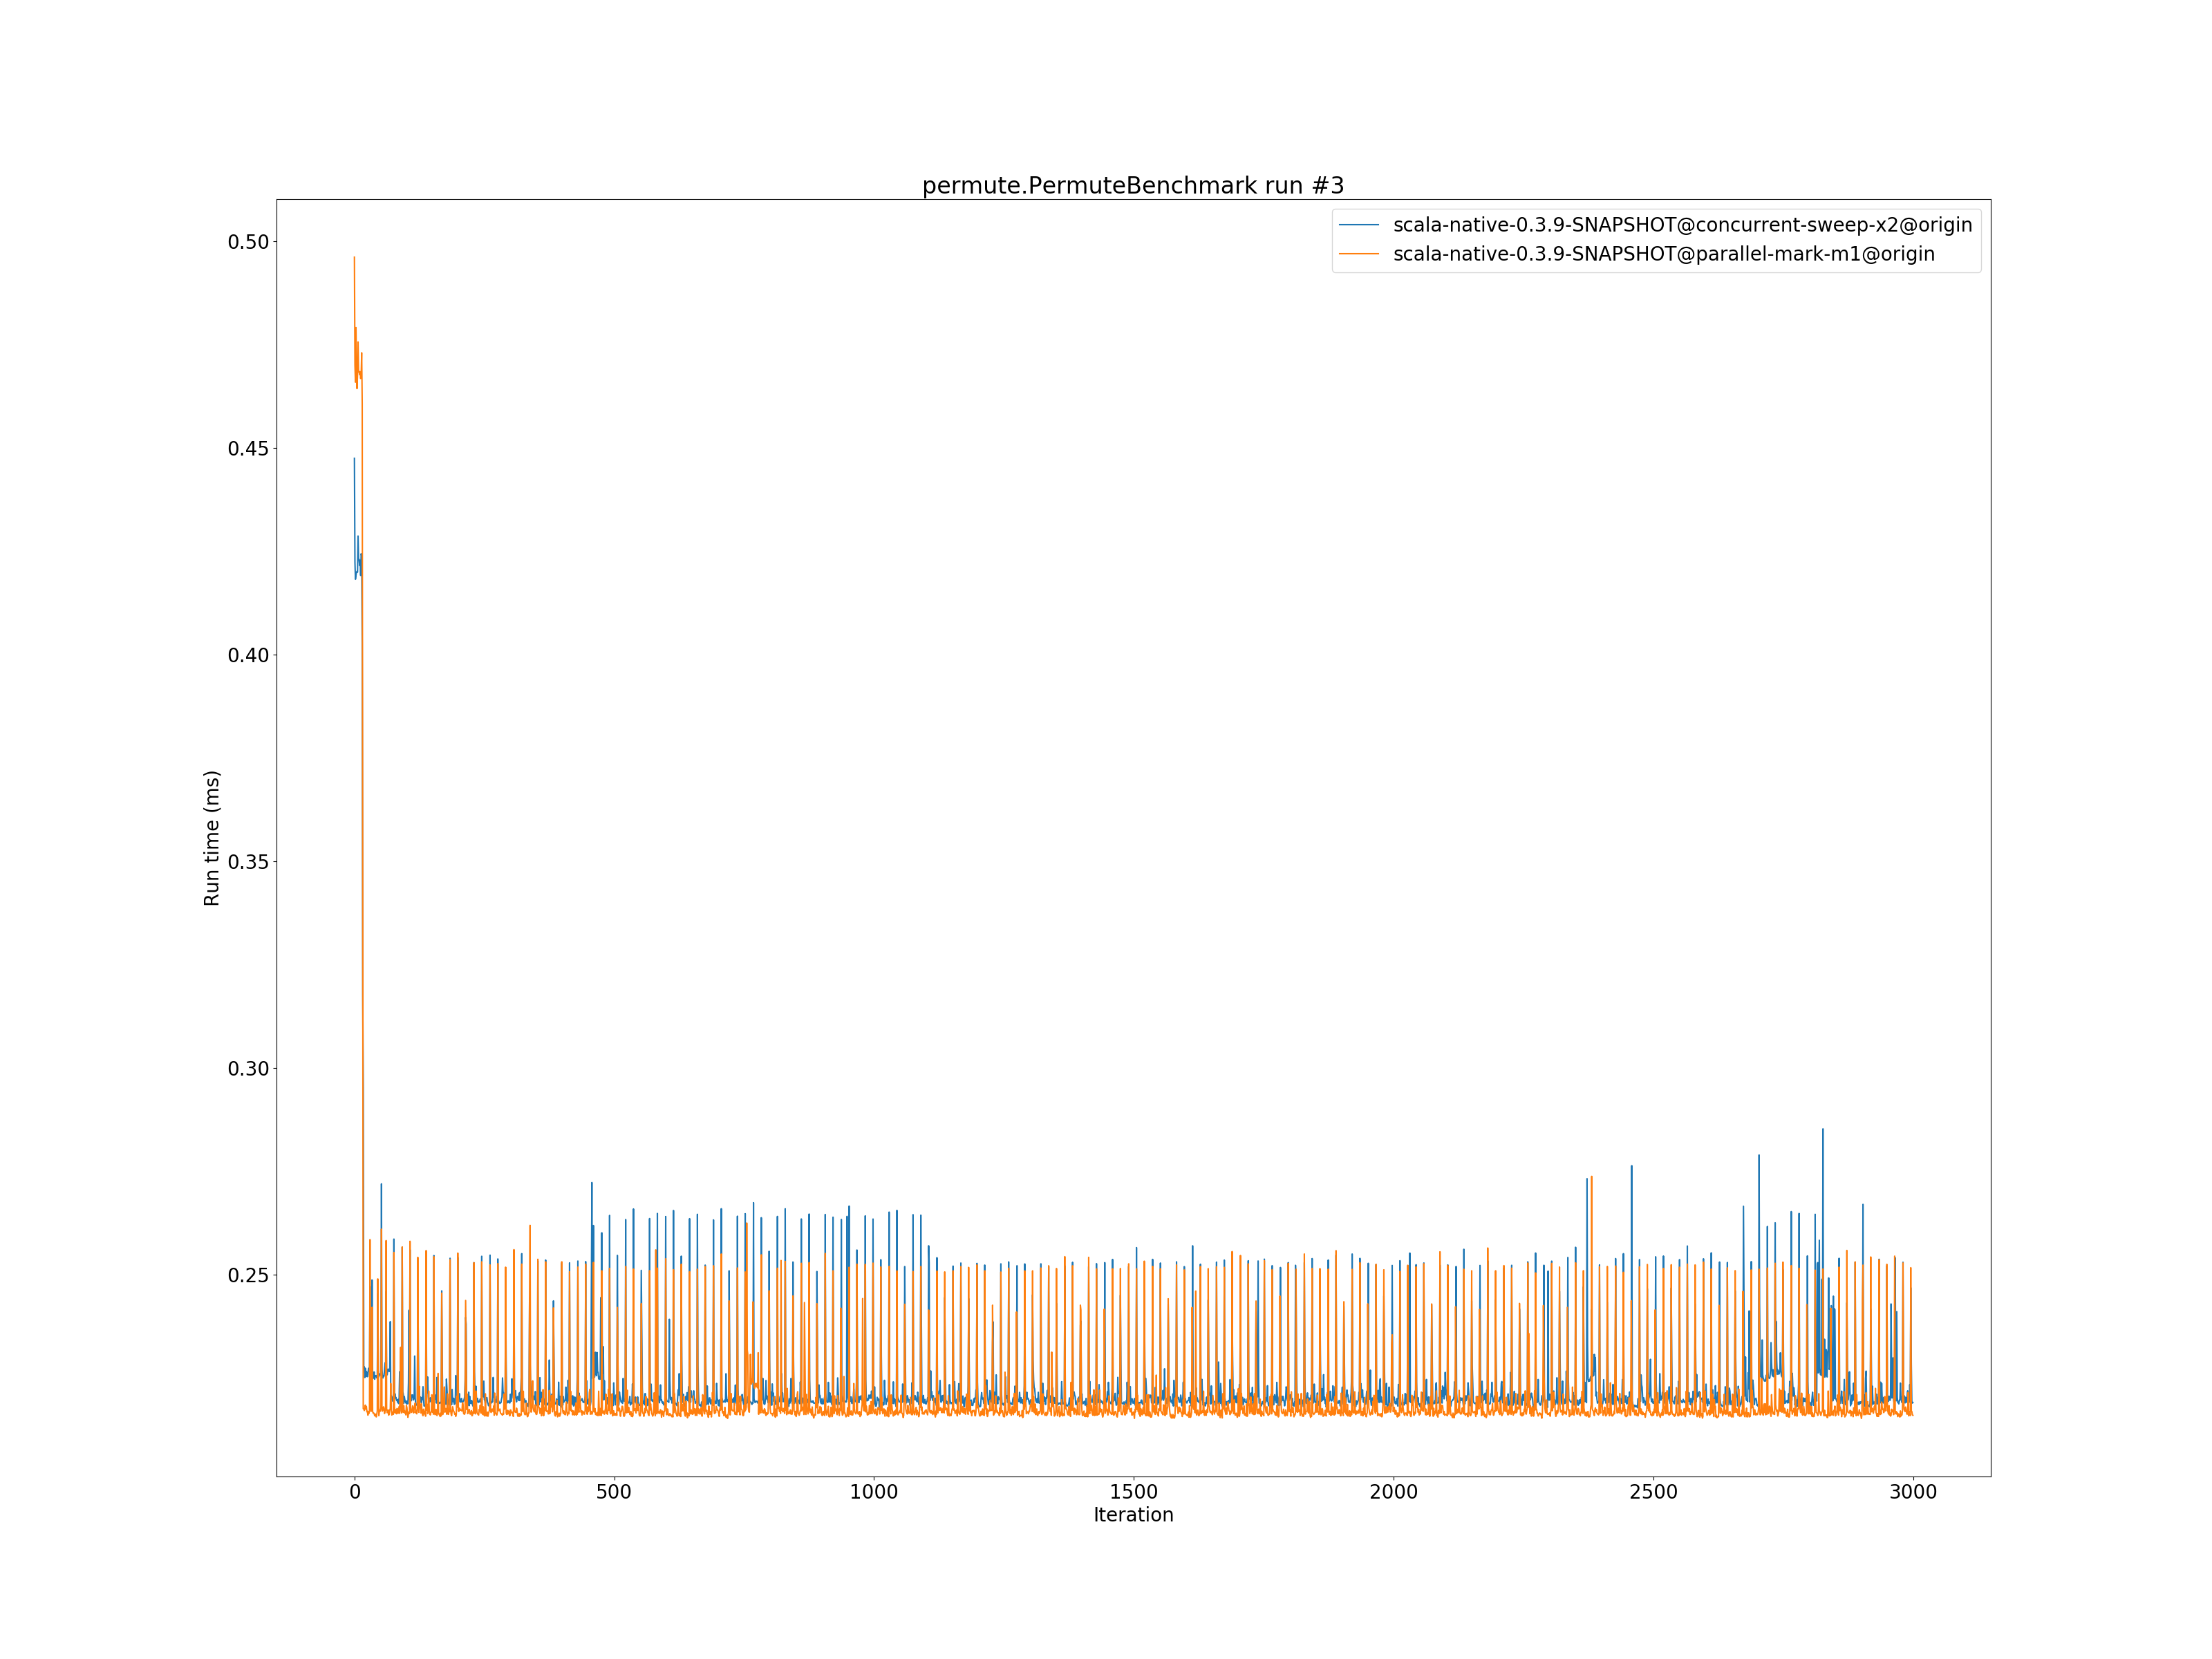 permute.PermuteBenchmark run #3
scala-native-0.3.9-SNAPSHOT@concurrent-sweep-x2@origin
scala-native-0.3.9-SNAPSHOT@parallel-mark-m1@origin
0.50
0.45
0.40
0.35
0.30
0.25
Run time (ms)
0 500 1000 1500 2000 2500 3000
Iteration